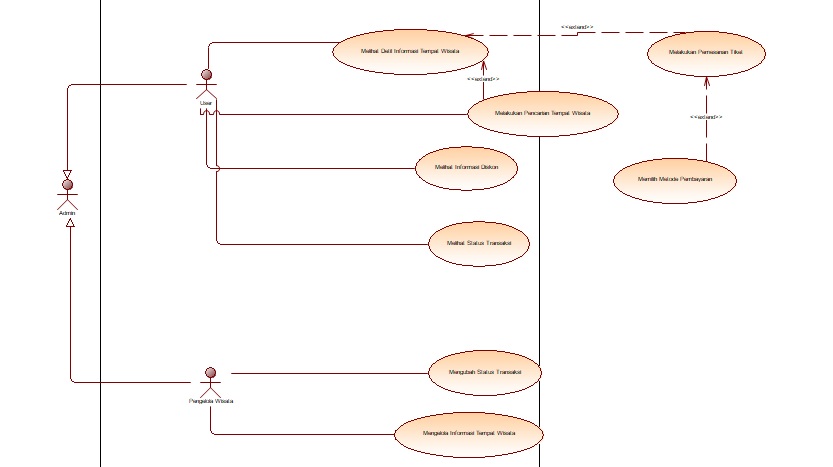 <<extend>>
Melihat Detil Informasi Tempat Wisata
Melakukan Pemesanan Tiket
<<extend>>
User
Melakukan Pencarian Tempat Wisata
<<extend>>
Melihat Informasi Diskon
Memilih Metode Pembayaran
Admin
Melihat Status Transaksi
Mengubah Status Transaksi
Pengelola Wisata
Mengelola Informasi Tempat Wisata